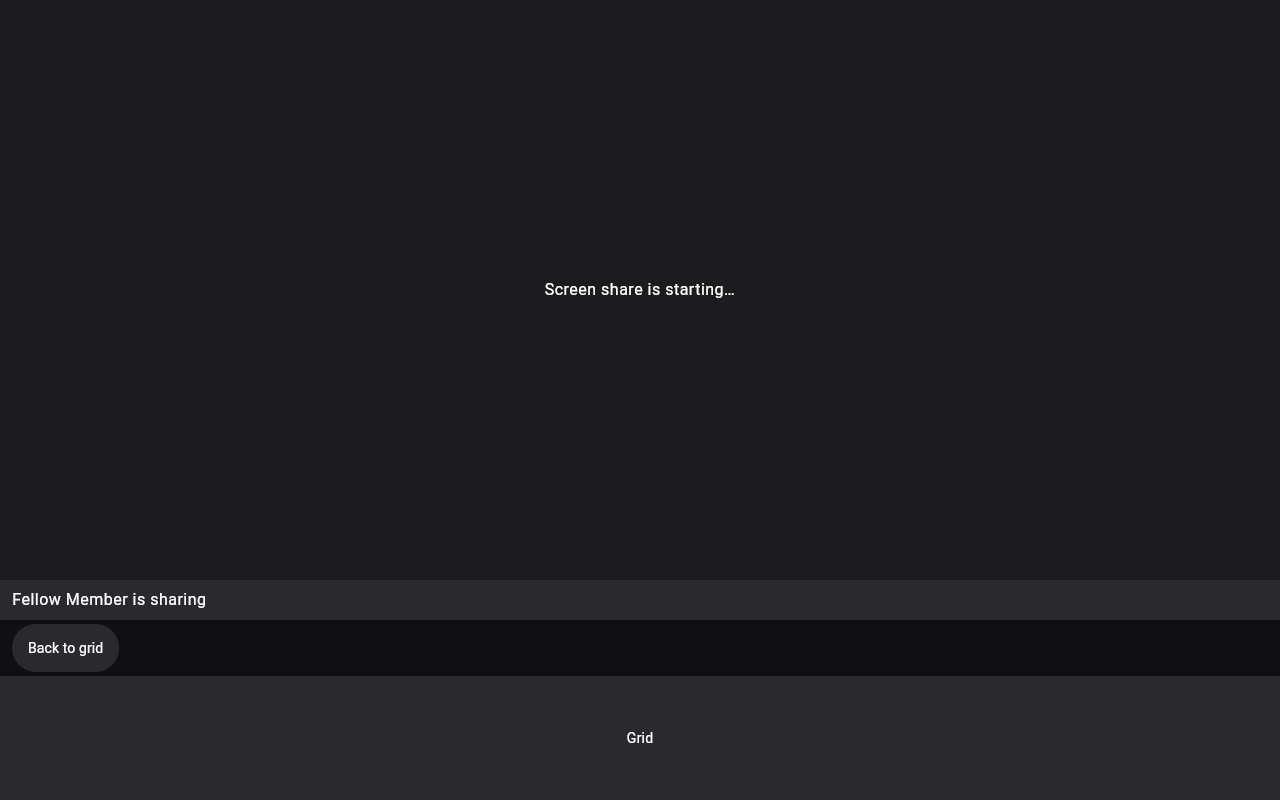 Screen share is starting…
Fellow Member is sharing
Back to grid
Grid